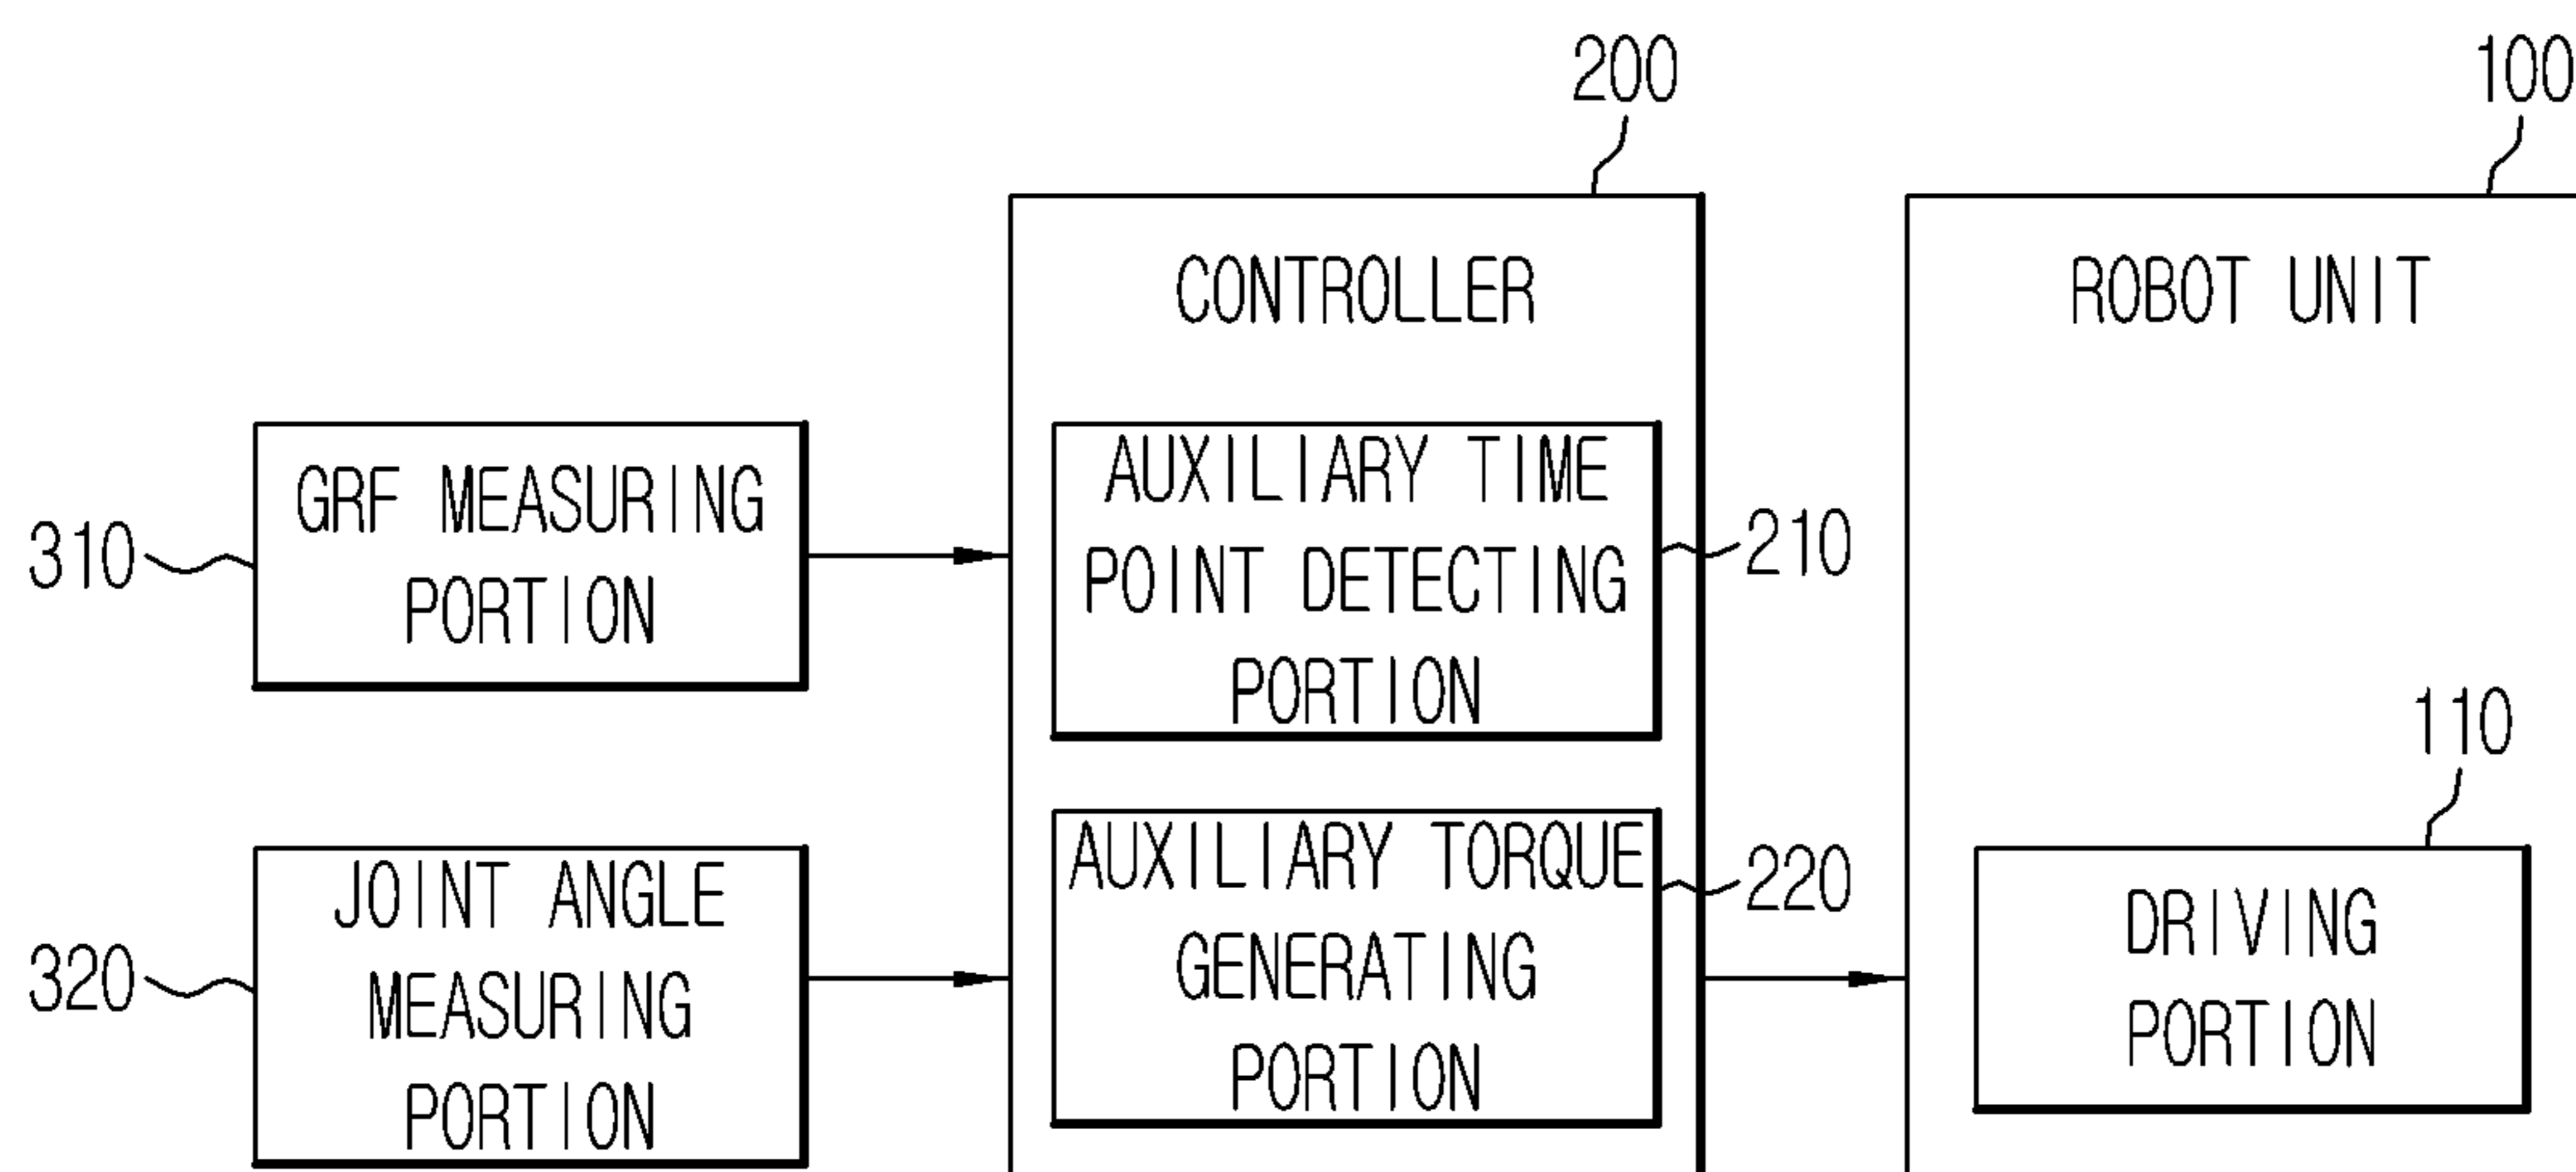 200
100
CONTROLLER
ROBOT UNIT
GRF MEASURING
PORTION
310
AUXILIARY TIME
POINT DETECTING
PORTION
210
110
JOINT ANGLE
MEASURING
PORTION
320
AUXILIARY TORQUE
GENERATING
PORTION
220
DRIVING
PORTION